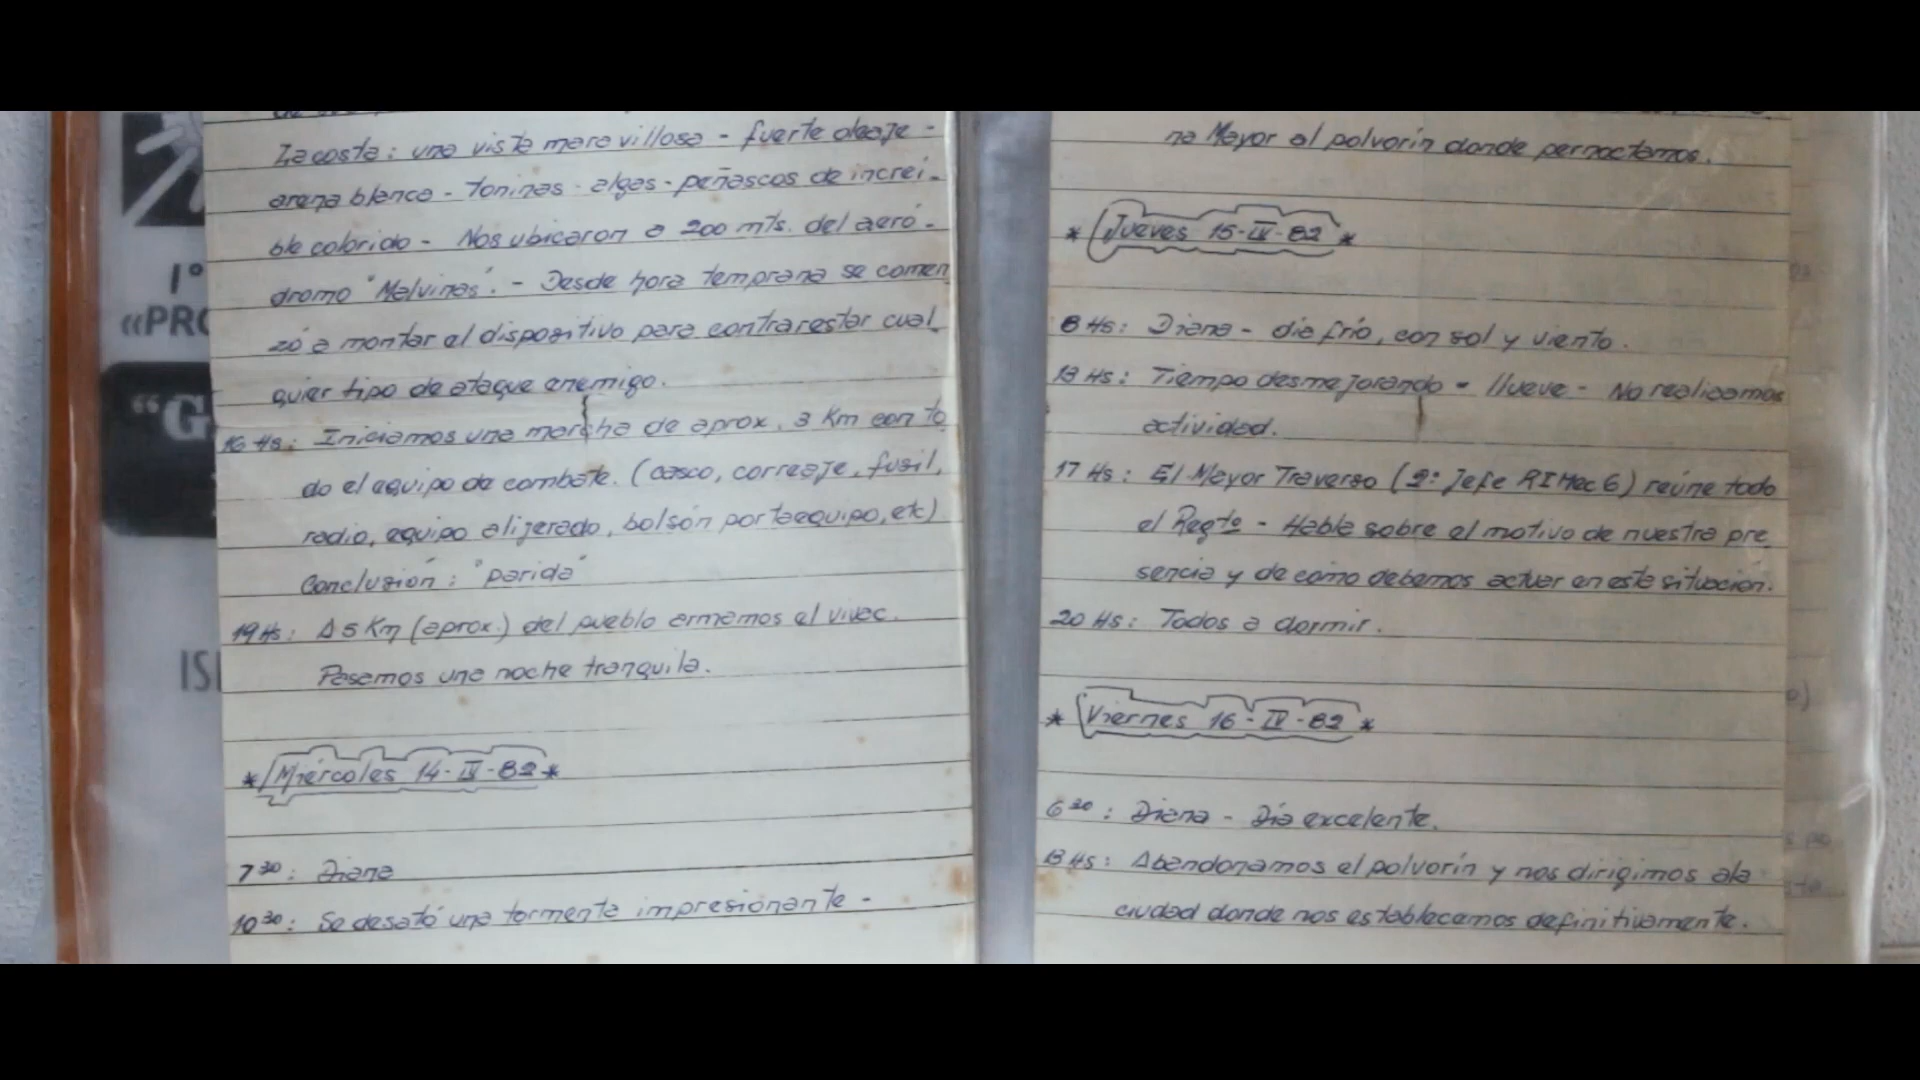 La costa: una vista maravillosa - fuerte oleaje -
arena blanca - toninas - algas - peñascos de increí-
ble colorido - Nos ubicaron a 200 mts. del aeró-
dromo "Malvinas". - Desde hora temprana se comen
zó a montar el dispositivo para contrarestar cual
quier tipo de ataque enemigo.
16 Hs: Iniciamos una marcha de aprox. 3 Km con to
do el equipo de combate. (casco, correaje, fusil,
radio, equipo alijerado, bolsón portaequipo, etc)
Conclusión: "parida"
19 Hs: A 5 Km (aprox.) del pueblo armamos el vivac.
Pasamos una noche tranquila.
* Miércoles 14-IV-82 *
7 30: Diana
10 30: Se desató una tormenta impresionante -
na Mayor al polvorín donde pernoctamos.
* Jueves 15-IV-82 *
8 Hs: Diana - día frío, con sol y viento.
13 Hs: Tiempo desmejorando - llueve - No realizamos
actividad.
17 Hs: El Mayor Traverso (2º Jefe RIMec 6) reúne todo
el Regto - Habla sobre el motivo de nuestra pre
sencia y de cómo debemos actuar en esta situación.
20 Hs: Todos a dormir.
* Viernes 16-IV-82 *
6 30: Diana - Día excelente.
13 Hs: Abandonamos el polvorín y nos dirigimos a la
ciudad donde nos establecemos definitivamente.
1º
«PRO
"G
ISL